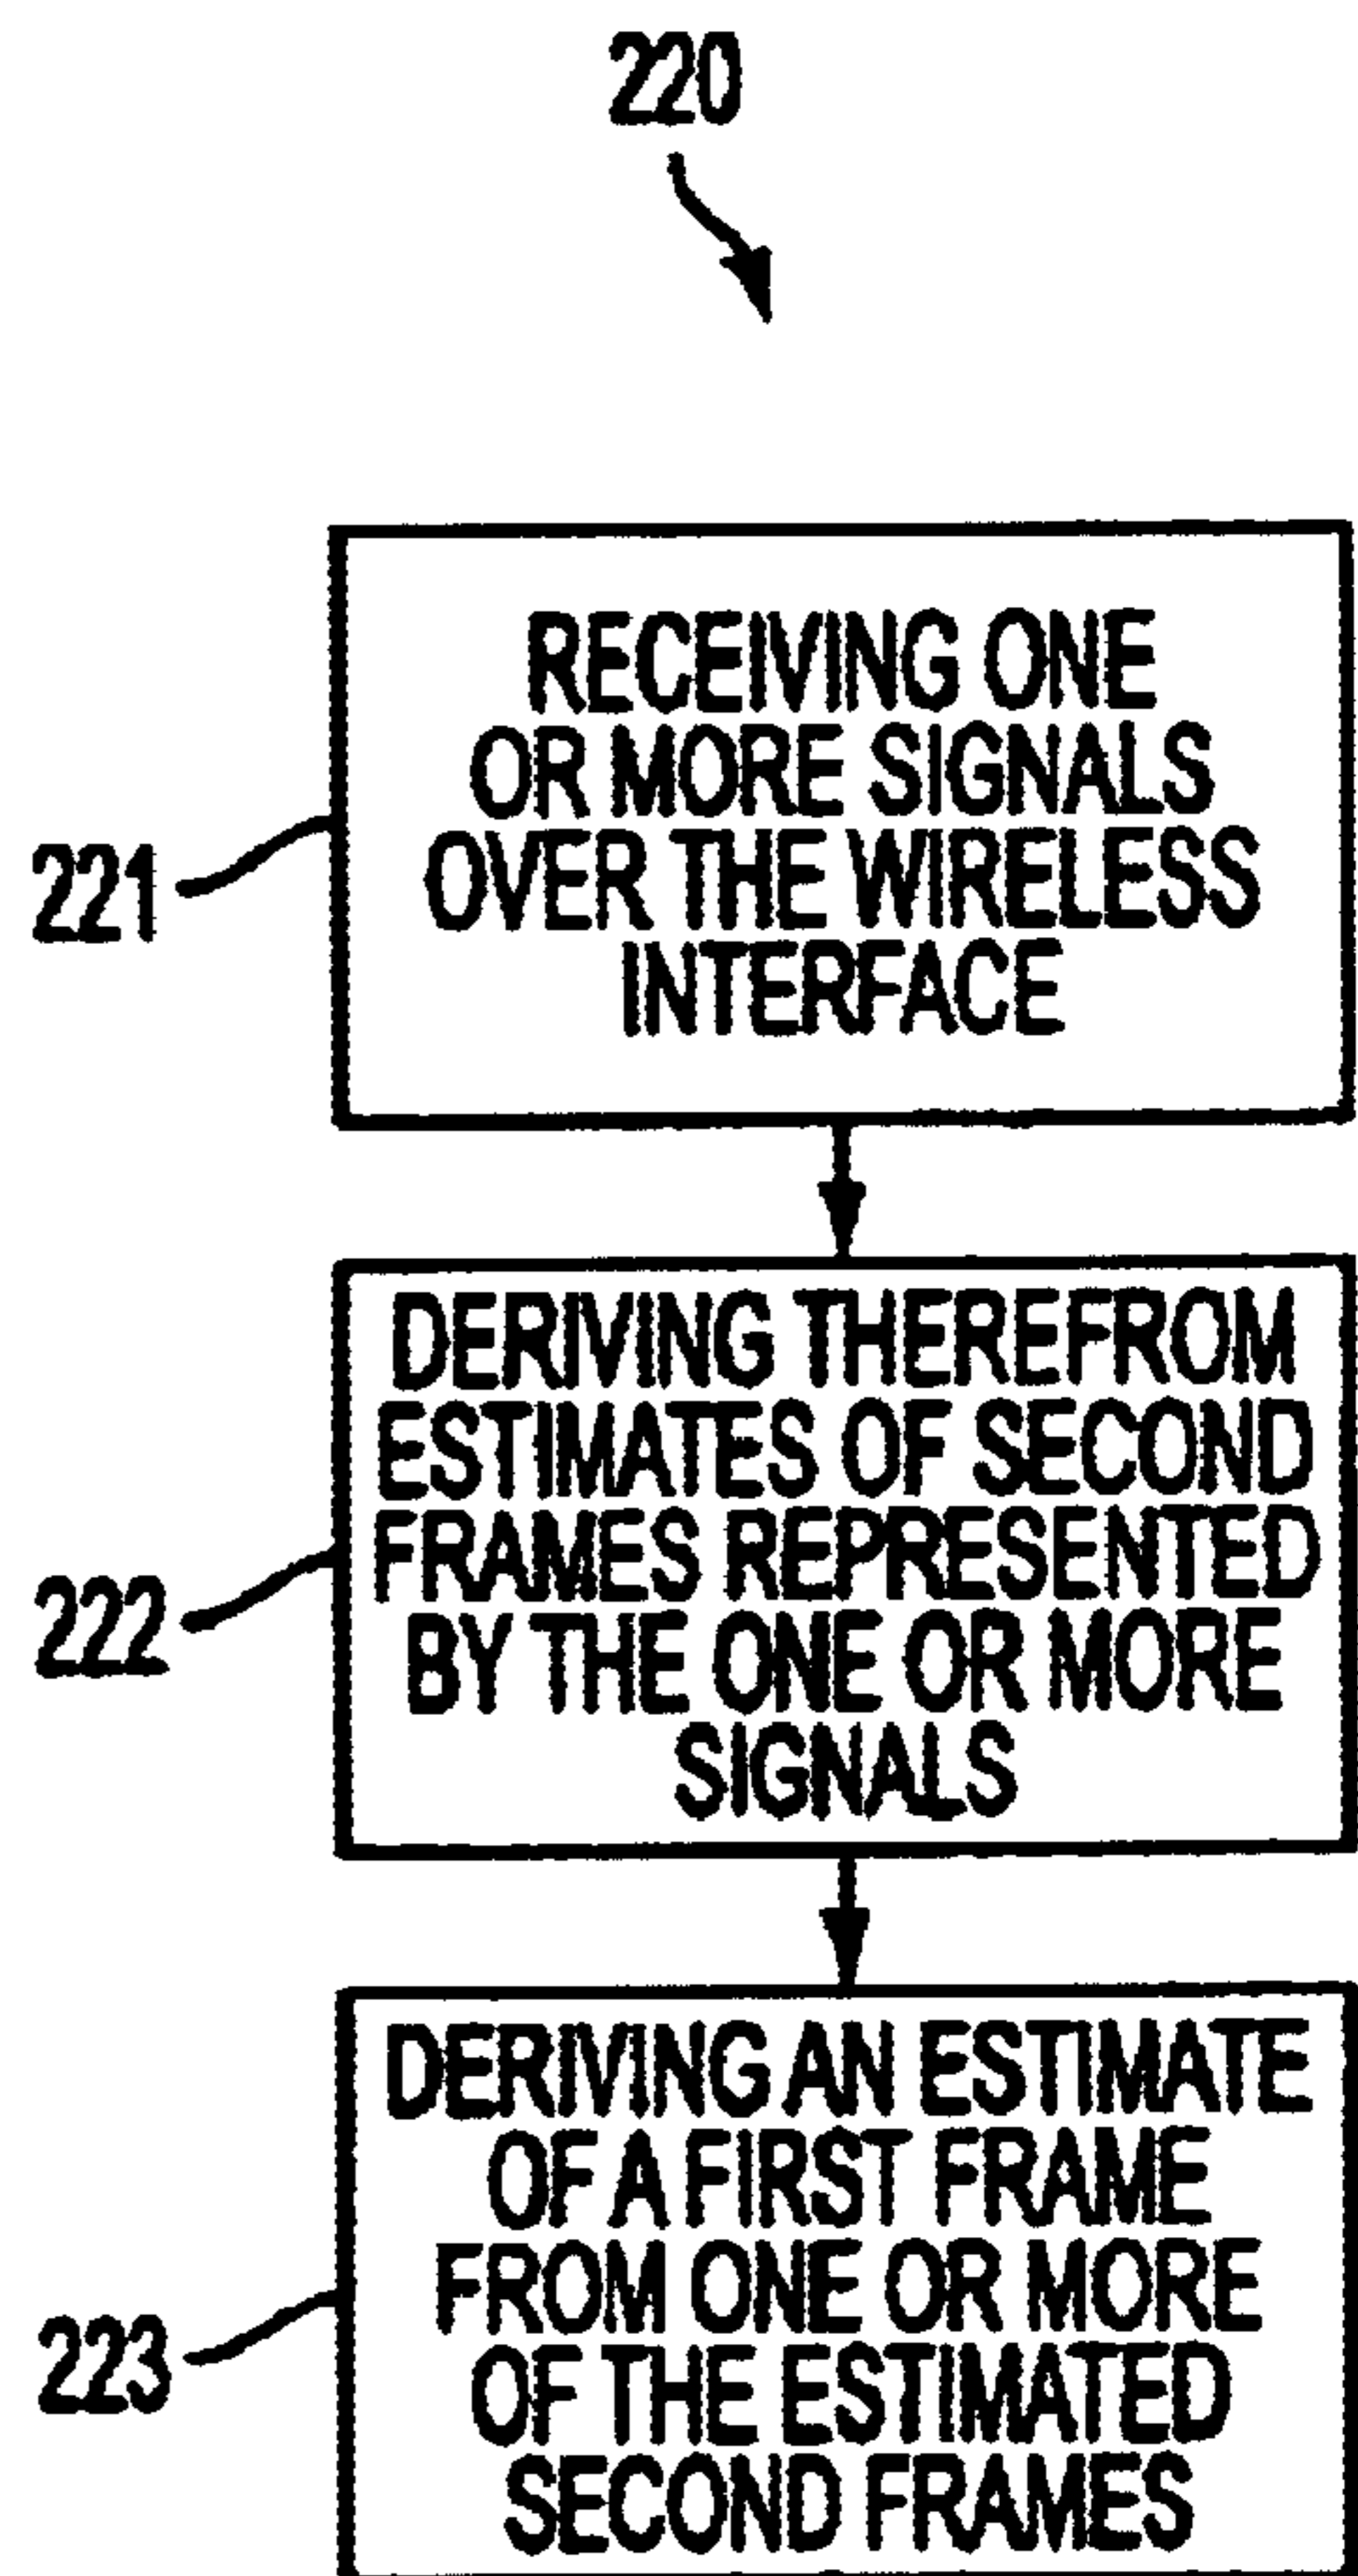 220
RECEIVING ONE
OR MORE SIGNALS
OVER THE WIRELESS
INTERFACE
221
DERIVING THEREFROM
ESTIMATES OF SECOND
FRAMES REPRESENTED
BY THE ONE OR MORE
SIGNALS
222
DERIVING AN ESTIMATE
OF A FIRST FRAME
FROM ONE OR MORE
OF THE ESTIMATED
SECOND FRAMES
223